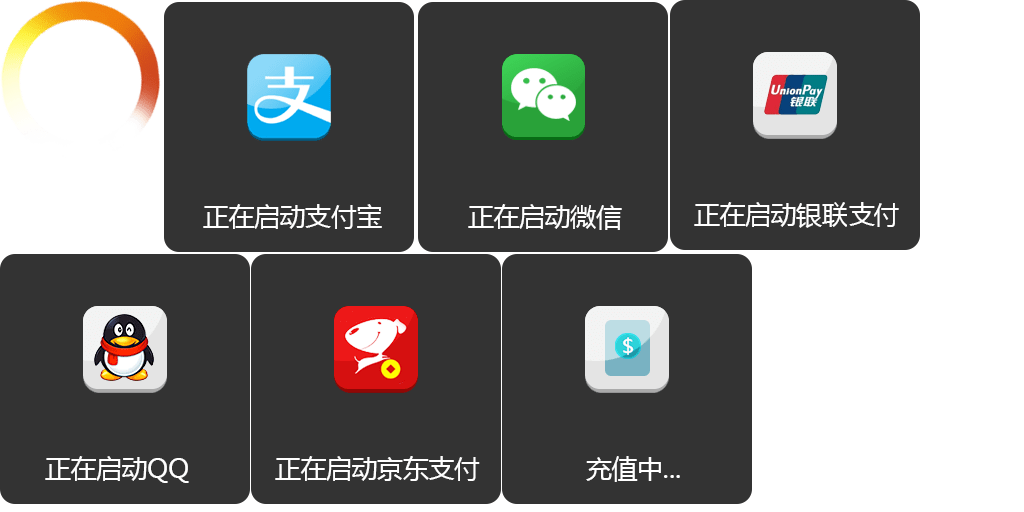 支
UnionPay
银联
正在启动支付宝
正在启动微信
正在启动银联支付
$
正在启动QQ
正在启动京东支付
充值中...